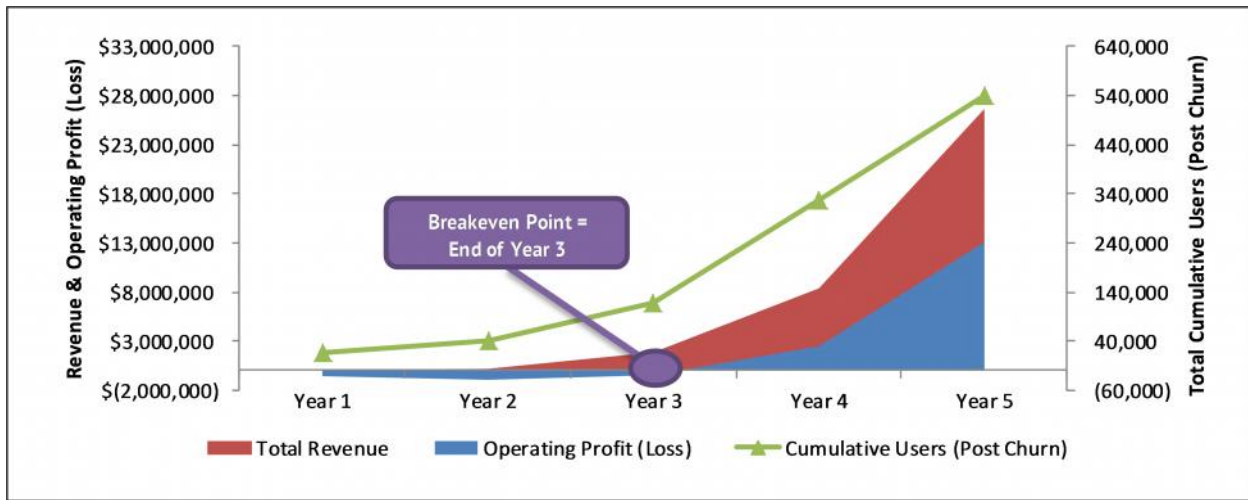 Revenue & Operating Profit (Loss)
$33,000,000
$28,000,000
$23,000,000
$18,000,000
$13,000,000
$8,000,000
$3,000,000
$(2,000,000)
Breakeven Point =
End of Year 3
640,000
540,000
440,000
340,000
240,000
140,000
40,000
(60,000)
Total Cumulative Users (Post Churn)
Year 1 Year 2 Year 3 Year 4 Year 5
Total Revenue Operating Profit (Loss) Cumulative Users (Post Churn)